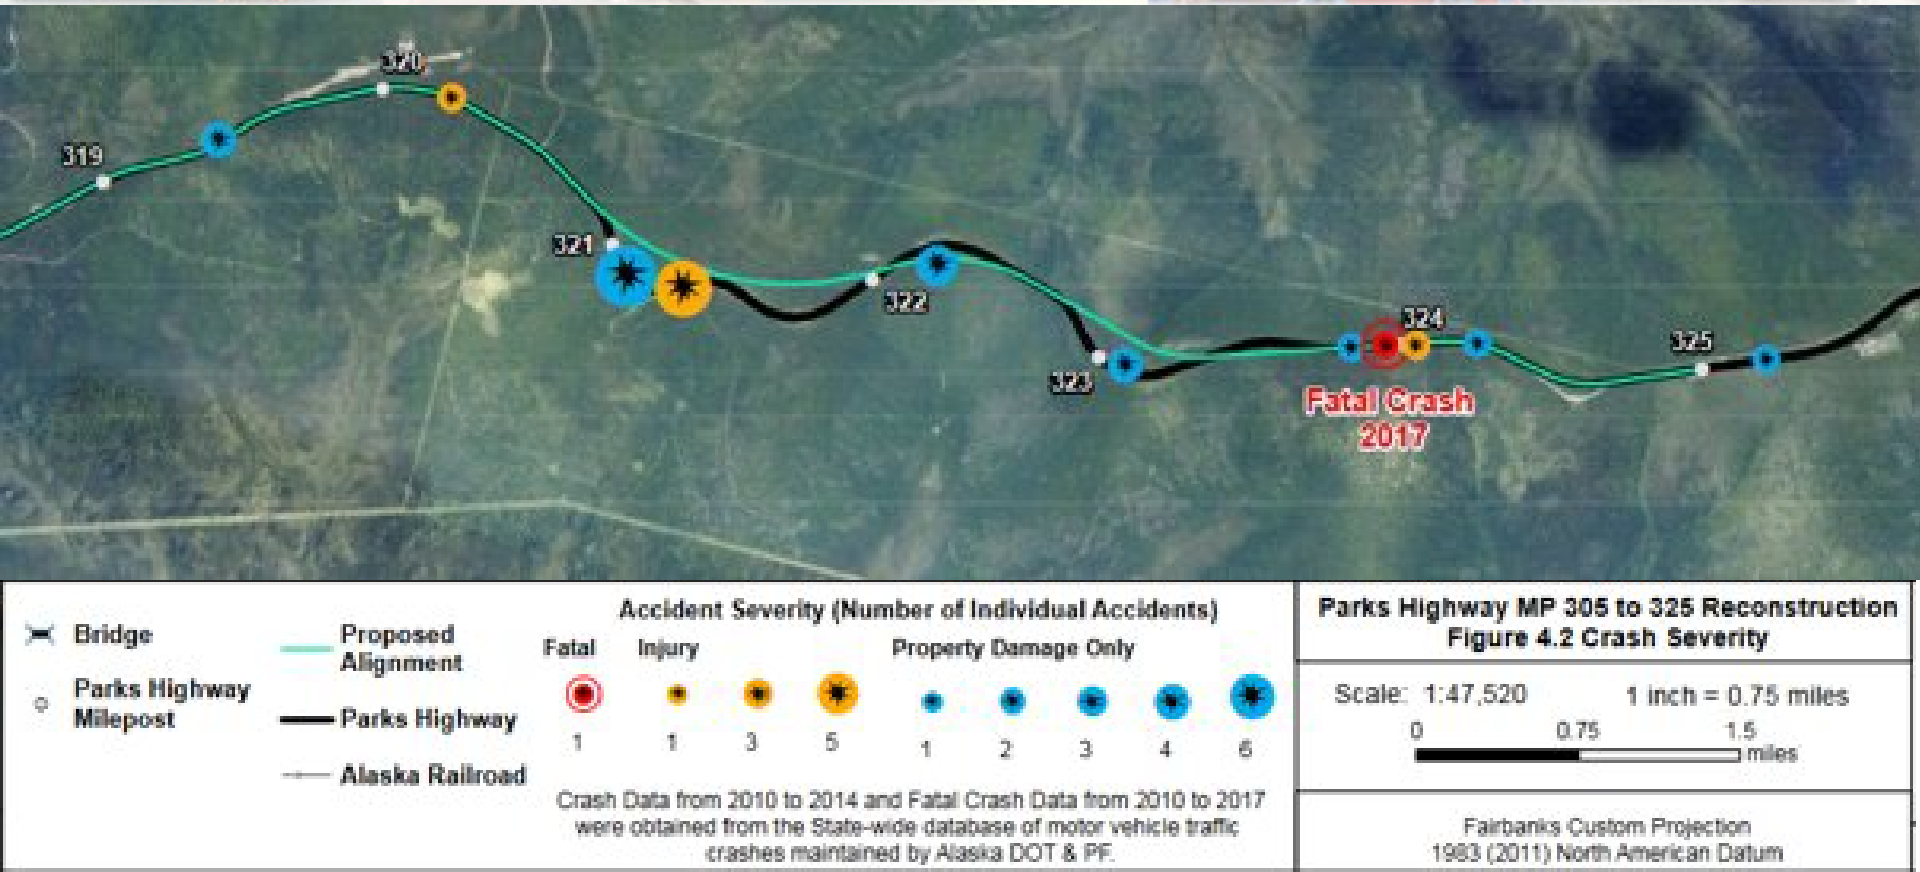 320
319
321
322
324
325
323
Fatal Crash
2017
Bridge
Parks Highway
Milepost
Proposed
Alignment
Parks Highway
Alaska Railroad
Accident Severity (Number of Individual Accidents)
Fatal Injury Property Damage Only
1 1 3 5 1 2 3 4 6
Crash Data from 2010 to 2014 and Fatal Crash Data from 2010 to 2017
were obtained from the State-wide database of motor vehicle traffic
crashes maintained by Alaska DOT & PF.
Parks Highway MP 305 to 325 Reconstruction
Figure 4.2 Crash Severity
Scale: 1:47,520 1 inch = 0.75 miles
0 0.75 1.5
miles
Fairbanks Custom Projection
1983 (2011) North American Datum